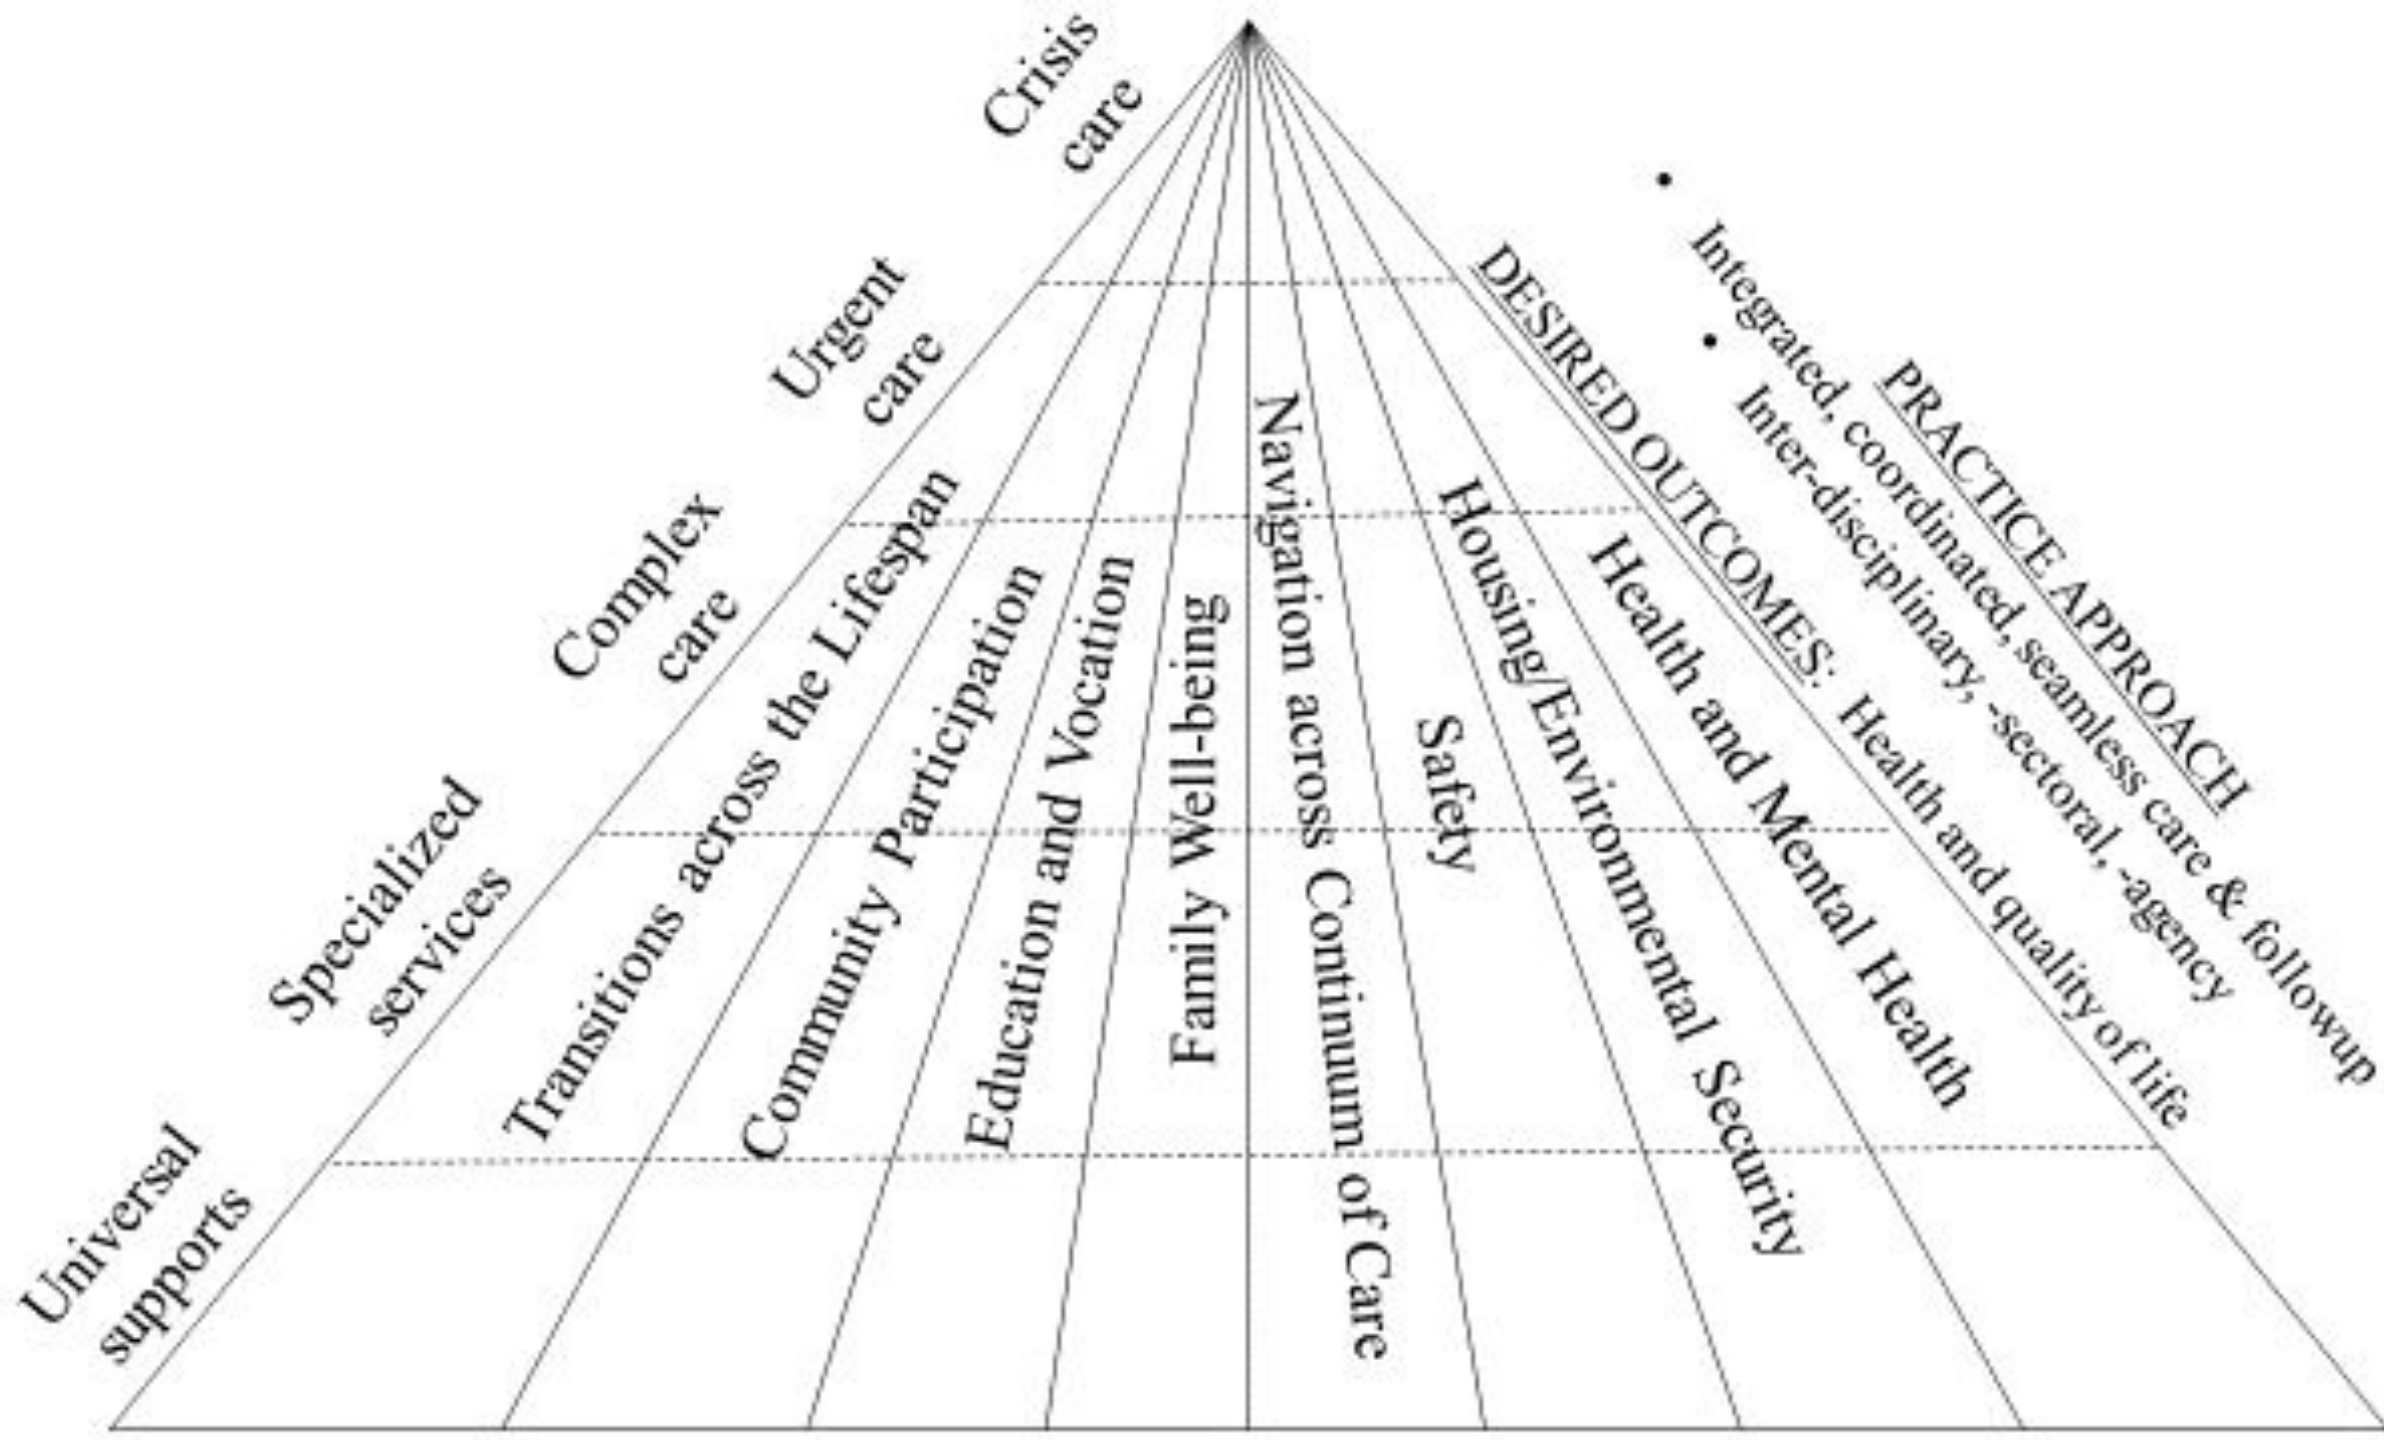 Crisis
care
Urgent
care
Complex
care
Specialized
services
Universal
supports
Transitions across the Lifespan
Community Participation
Education and Vocation
Family Well-being
Navigation across Continuum of Care
Safety
Housing/Environmental Security
Health and Mental Health
DESIRED OUTCOMES: Health and quality of life
PRACTICE APPROACH
• Integrated, coordinated, seamless care & followup
• Inter-disciplinary, -sectoral, -agency